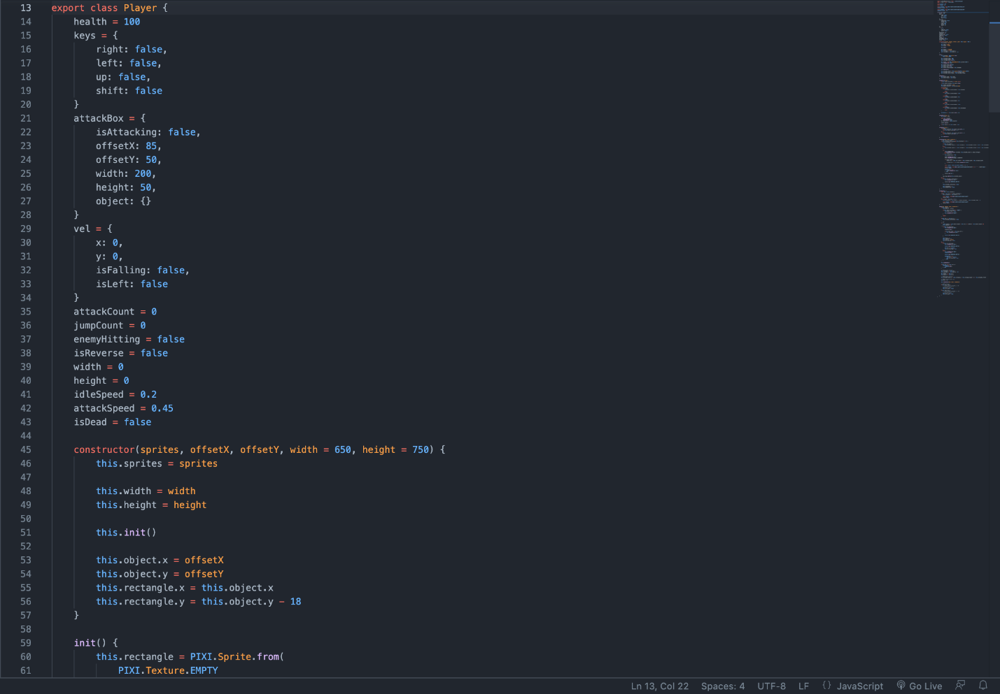 13 export class Player {
14 health = 100
15 keys = {
16 right: false,
17 left: false,
18 up: false,
19 shift: false
20 }
21 attackBox = {
22 isAttacking: false,
23 offsetX: 85,
24 offsetY: 50,
25 width: 200,
26 height: 50,
27 object: {}
28 }
29 vel = {
30 x: 0,
31 y: 0,
32 isFalling: false,
33 isLeft: false
34 }
35 attackCount = 0
36 jumpCount = 0
37 enemyHitting = false
38 isReverse = false
39 width = 0
40 height = 0
41 idleSpeed = 0.2
42 attackSpeed = 0.45
43 isDead = false
44
45 constructor(sprites, offsetX, offsetY, width = 650, height = 750) {
46 this.sprites = sprites
47
48 this.width = width
49 this.height = height
50
51 this.init()
52
53 this.object.x = offsetX
54 this.object.y = offsetY
55 this.rectangle.x = this.object.x
56 this.rectangle.y = this.object.y - 18
57 }
58
59 init() {
60 this.rectangle = PIXI.Sprite.from(
61 PIXI.Texture.EMPTY
Ln 13, Col 22 Spaces: 4 UTF-8 LF {} JavaScript Go Live